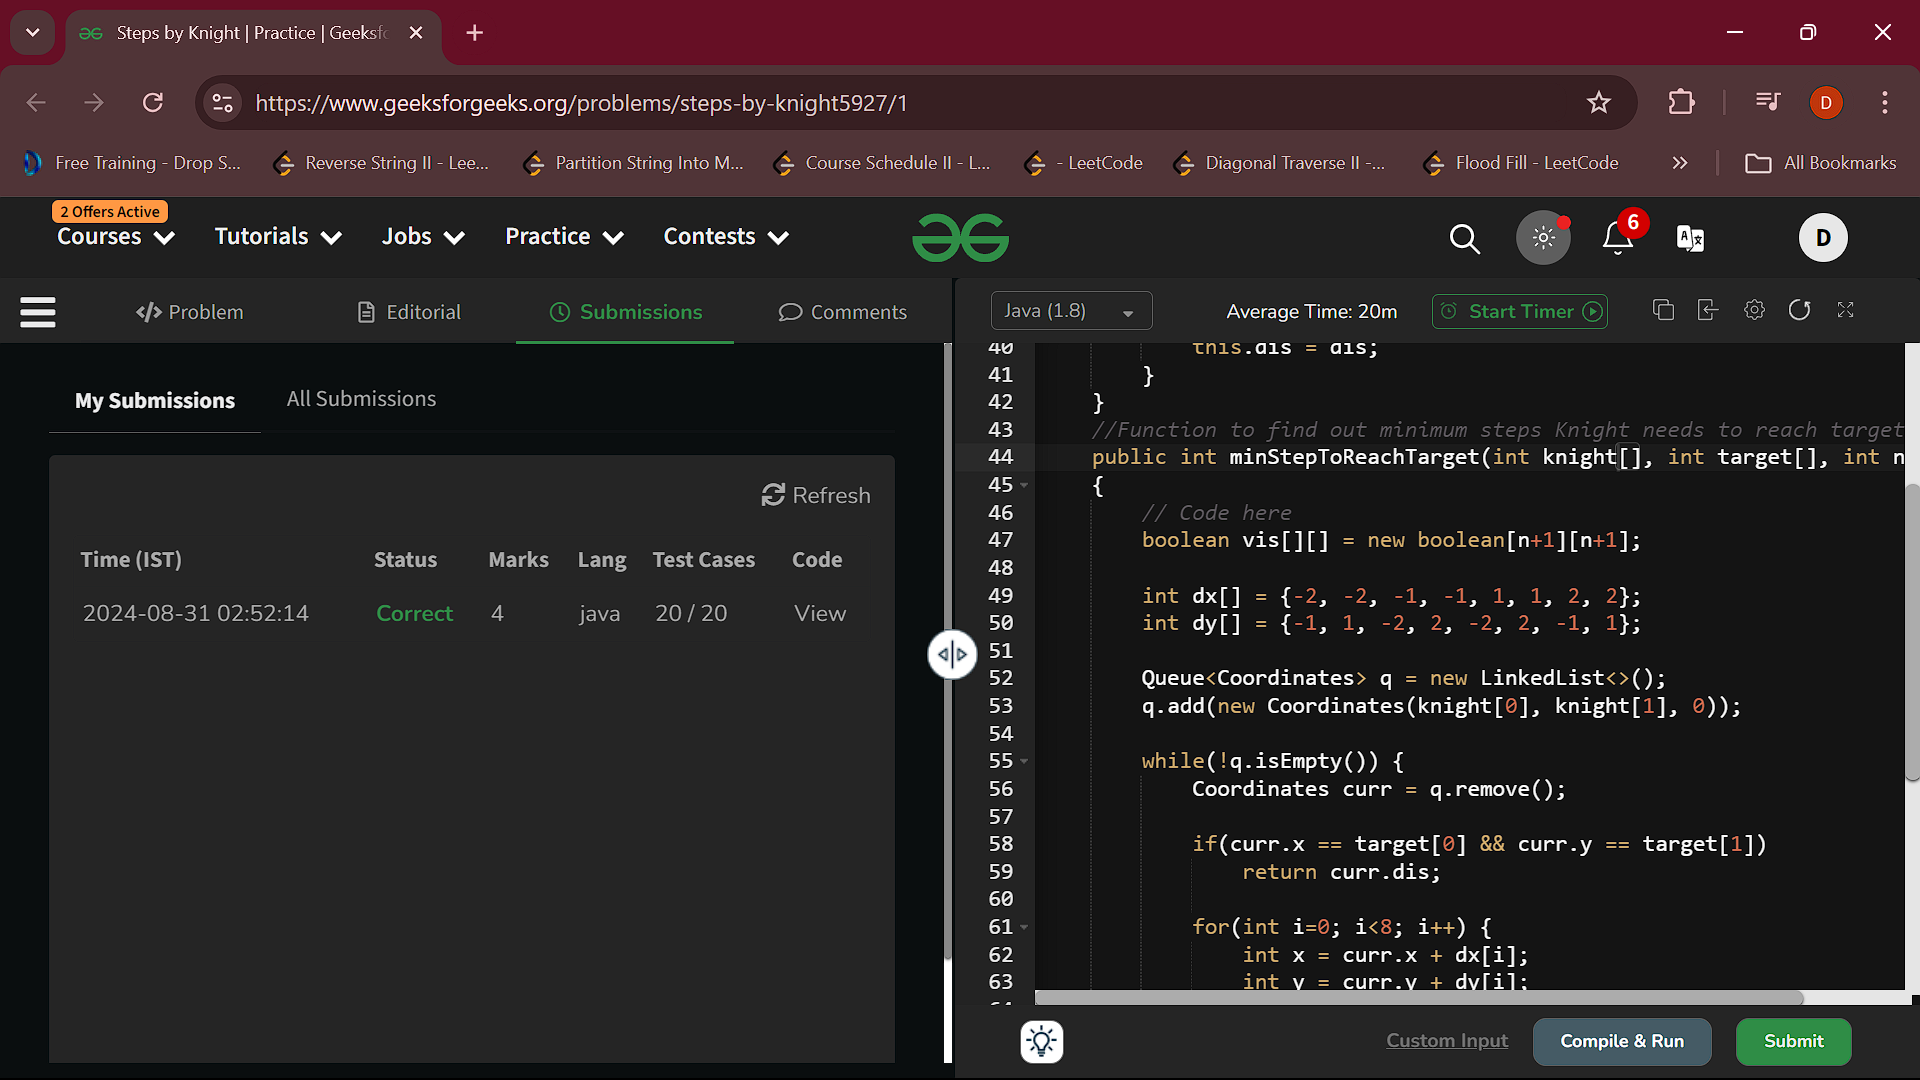 Steps by Knight | Practice | Geeksfo
https://www.geeksforgeeks.org/problems/steps-by-knight5927/1
D
Free Training - Drop S...
Reverse String II - Lee...
Partition String Into M...
Course Schedule II - L...
- LeetCode
Diagonal Traverse II -...
Flood Fill - LeetCode
All Bookmarks
2 Offers Active
Courses
Tutorials
Jobs
Practice
Contests
6
D
Problem
Editorial
Submissions
Comments
Java (1.8)
Average Time: 20m
Start Timer
My Submissions
All Submissions
Refresh
Time (IST) Status Marks Lang Test Cases Code
2024-08-31 02:52:14 Correct 4 java 20 / 20 View
40 this.dis = dis;
41 }
42 }
43 //Function to find out minimum steps Knight needs to reach target
44 public int minStepToReachTarget(int knight[], int target[], int n
45 {
46 // Code here
47 boolean vis[][] = new boolean[n+1][n+1];
48
49 int dx[] = {-2, -2, -1, -1, 1, 1, 2, 2};
50 int dy[] = {-1, 1, -2, 2, -2, 2, -1, 1};
51
52 Queue<Coordinates> q = new LinkedList<>();
53 q.add(new Coordinates(knight[0], knight[1], 0));
54
55 while(!q.isEmpty()) {
56 Coordinates curr = q.remove();
57
58 if(curr.x == target[0] && curr.y == target[1])
59 return curr.dis;
60
61 for(int i=0; i<8; i++) {
62 int x = curr.x + dx[i];
63 int y = curr.y + dy[i];
Custom Input
Compile & Run
Submit